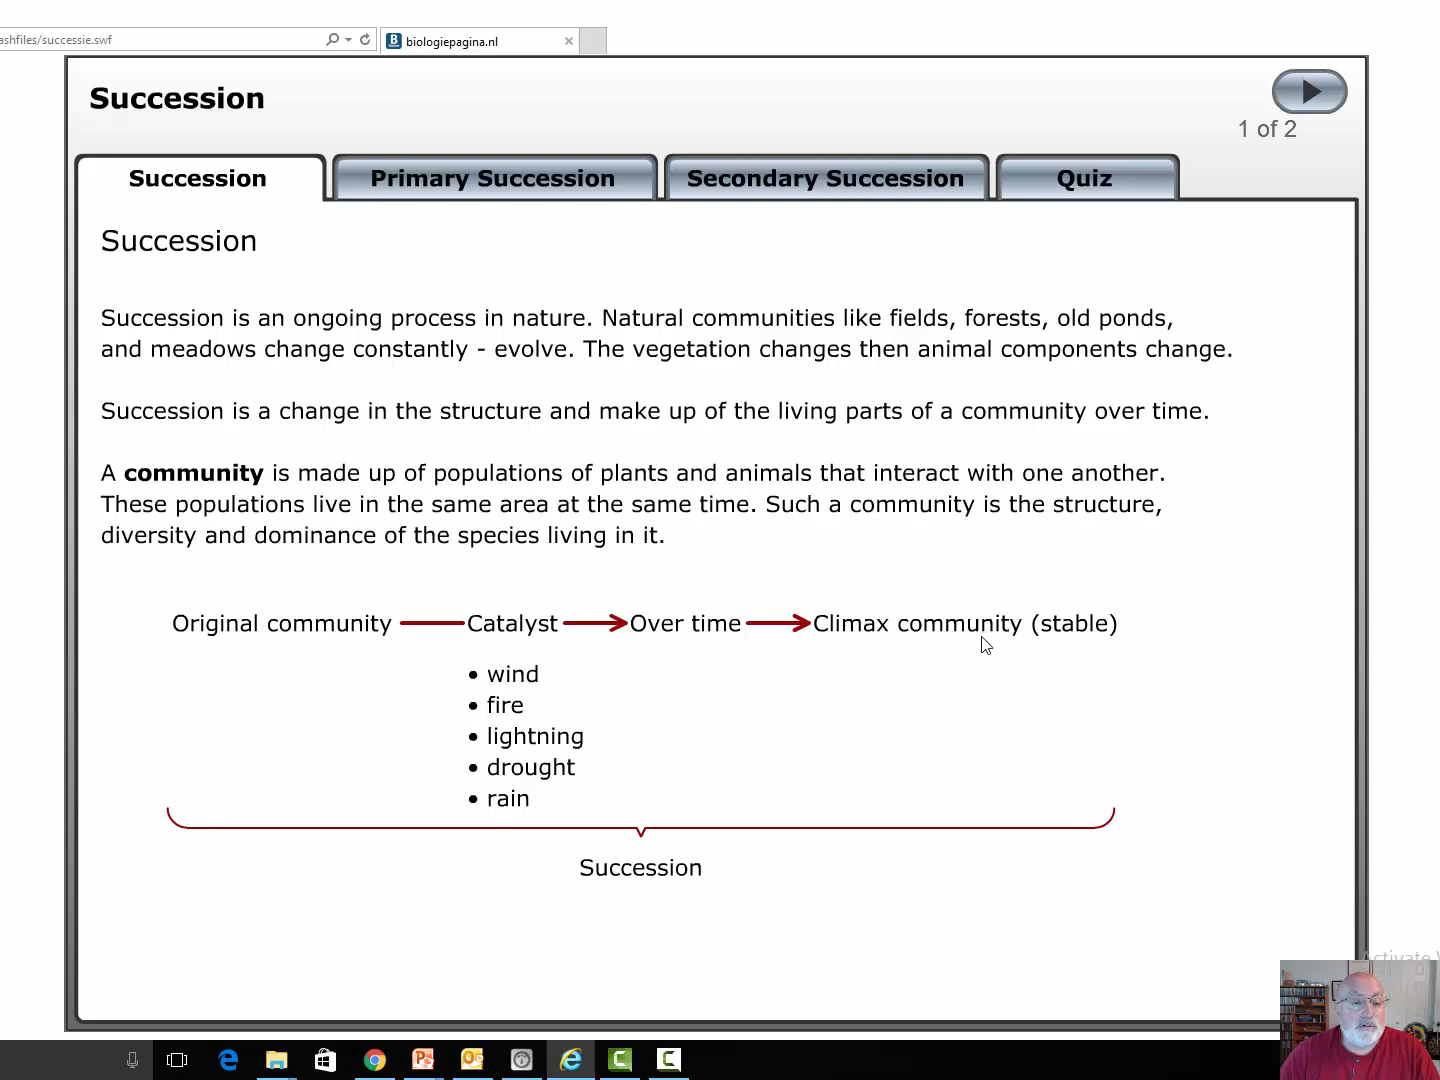 ashfiles/successie.swf
biologiepagina.nl
Succession
1 of 2
Succession
Primary Succession
Secondary Succession
Quiz
Succession
Succession is an ongoing process in nature. Natural communities like fields, forests, old ponds,
and meadows change constantly - evolve. The vegetation changes then animal components change.
Succession is a change in the structure and make up of the living parts of a community over time.
A community is made up of populations of plants and animals that interact with one another.
These populations live in the same area at the same time. Such a community is the structure,
diversity and dominance of the species living in it.
Original community
Catalyst
Over time
Climax community (stable)
• wind
• fire
• lightning
• drought
• rain
Succession
Activate